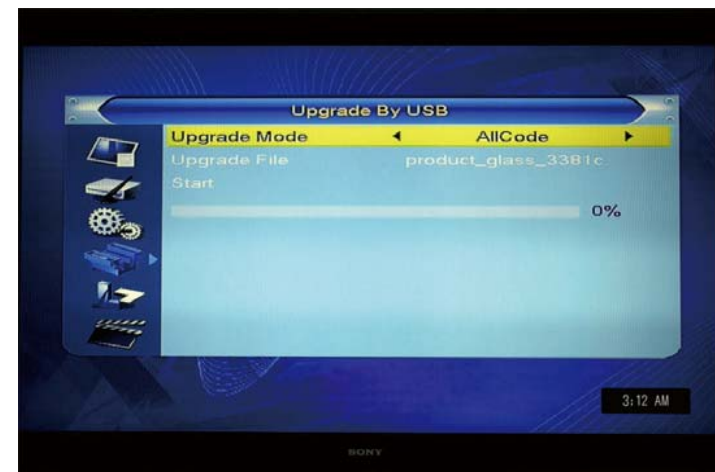 Upgrade By USB
Upgrade Mode AllCode
Upgrade File product_glass_3381c
Start
0%
3:12 AM
SONY